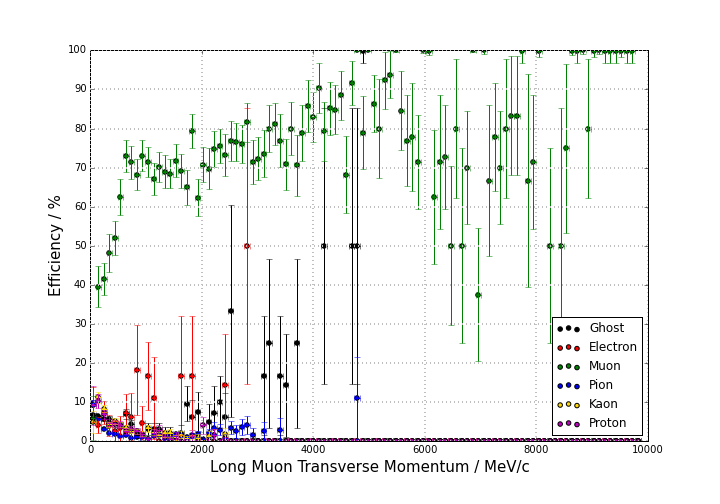 100
90
80
70
60
50
40
30
20
10
0
Efficiency / %
0 2000 4000 6000 8000 10000
Long Muon Transverse Momentum / MeV/c
Ghost
Electron
Muon
Pion
Kaon
Proton